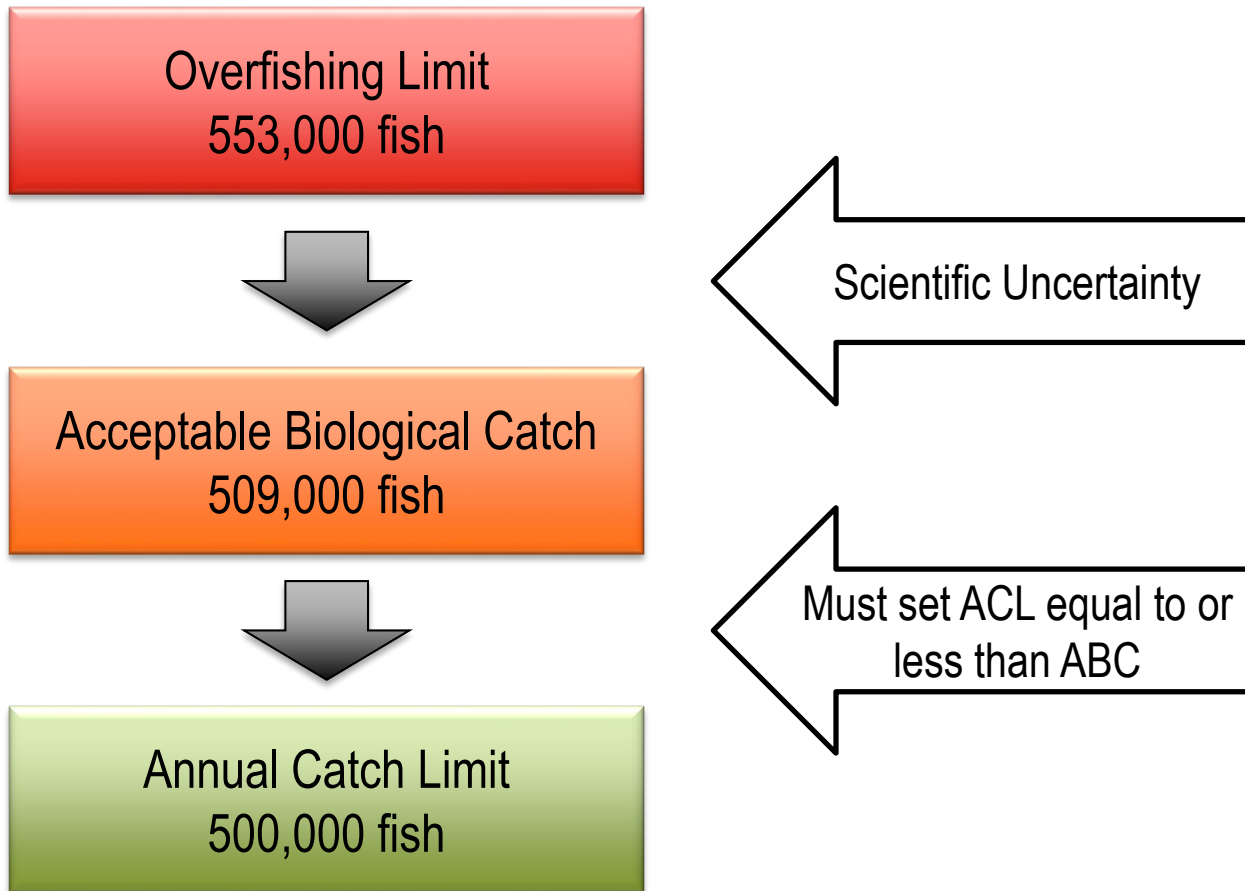 Overfishing Limit
553,000 fish
Scientific Uncertainty
Acceptable Biological Catch
509,000 fish
Must set ACL equal to or
less than ABC
Annual Catch Limit
500,000 fish